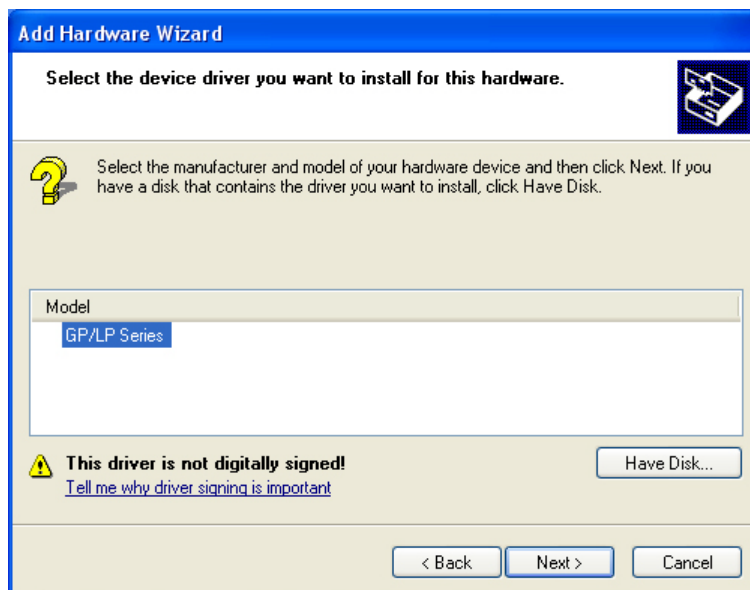 Add Hardware Wizard
Select the device driver you want to install for this hardware.
Select the manufacturer and model of your hardware device and then click Next. If you
have a disk that contains the driver you want to install, click Have Disk.
Model
GP/LP Series
This driver is not digitally signed!
Have Disk...
Tell me why driver signing is important
< Back
Next >
Cancel